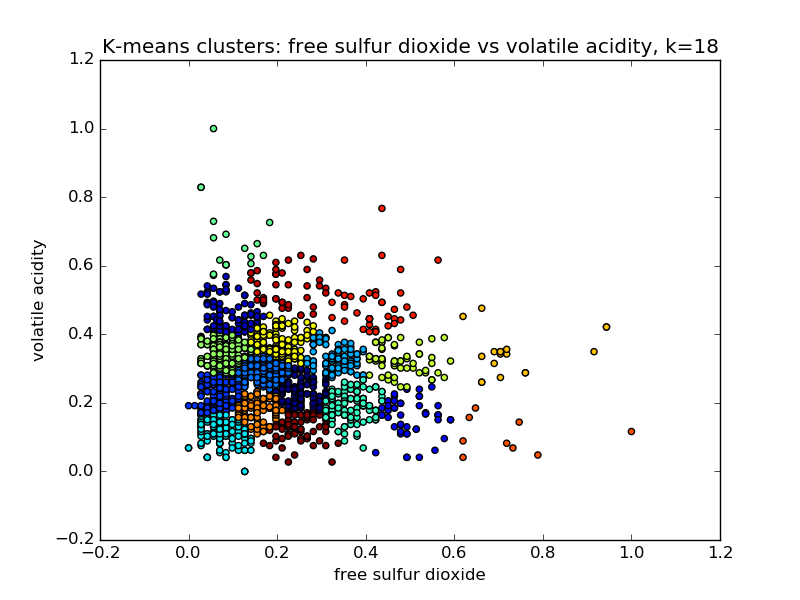 K-means clusters: free sulfur dioxide vs volatile acidity, k=18
1.2
1.0
0.8
0.6
0.4
0.2
0.0
−0.2
volatile acidity
−0.2 0.0 0.2 0.4 0.6 0.8 1.0 1.2
free sulfur dioxide